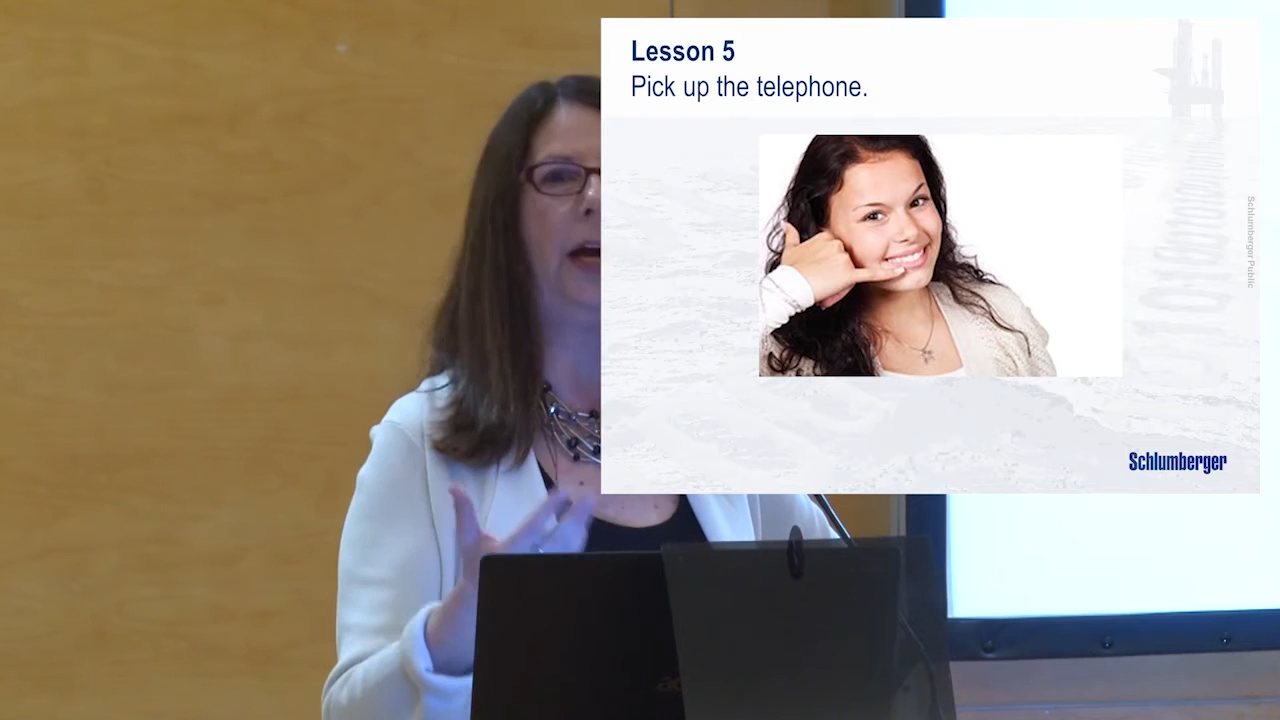 Lesson 5
Pick up the telephone.
Schlumberger Public
Schlumberger